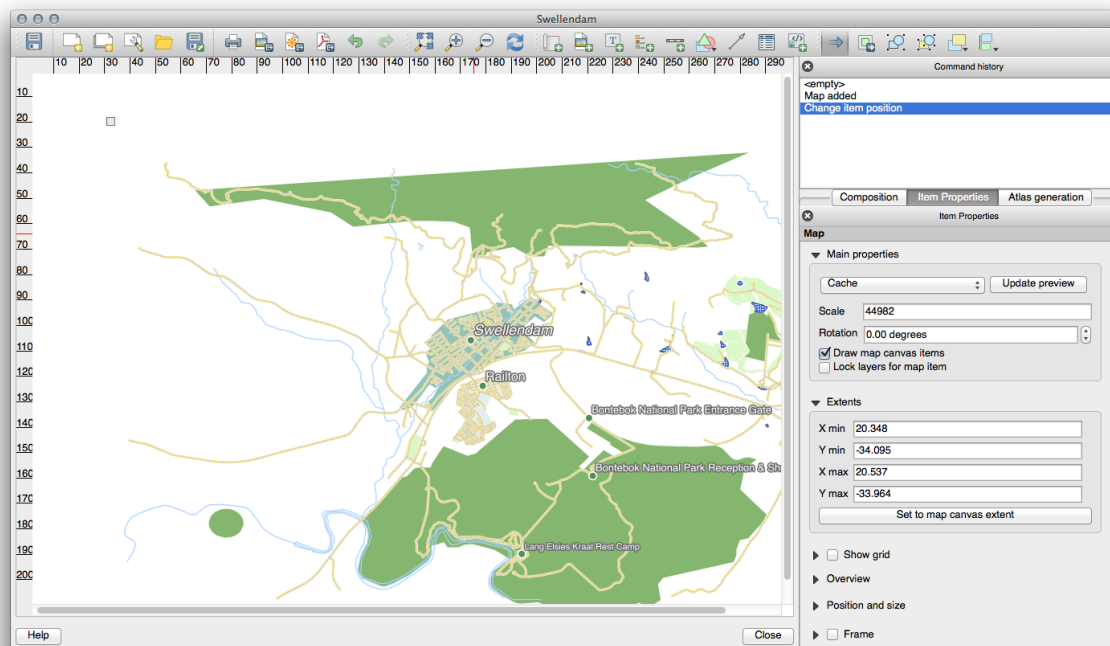 Swellendam
10 20 30 40 50 60 70 80 90 100 110 120 130 140 150 160 170 180 190 200 210 220 230 240 250 260 270 280 290
Command history
<empty>
Map added
Change item position
Composition Item Properties Atlas generation
Item Properties
Map
Main properties
Cache Update preview
Scale 44982
Rotation 0.00 degrees
Draw map canvas items
Lock layers for map item
Extents
X min 20.348
Y min -34.095
X max 20.537
Y max -33.964
Set to map canvas extent
Show grid
Overview
Position and size
Frame
10
20
30
40
50
60
70
80
90
100
110
120
130
140
150
160
170
180
190
200
Swellendam
Railton
Bontebok National Park Entrance Gate
Bontebok National Park Reception & Sh
Lang Elsies Kraal Rest Camp
Help Close